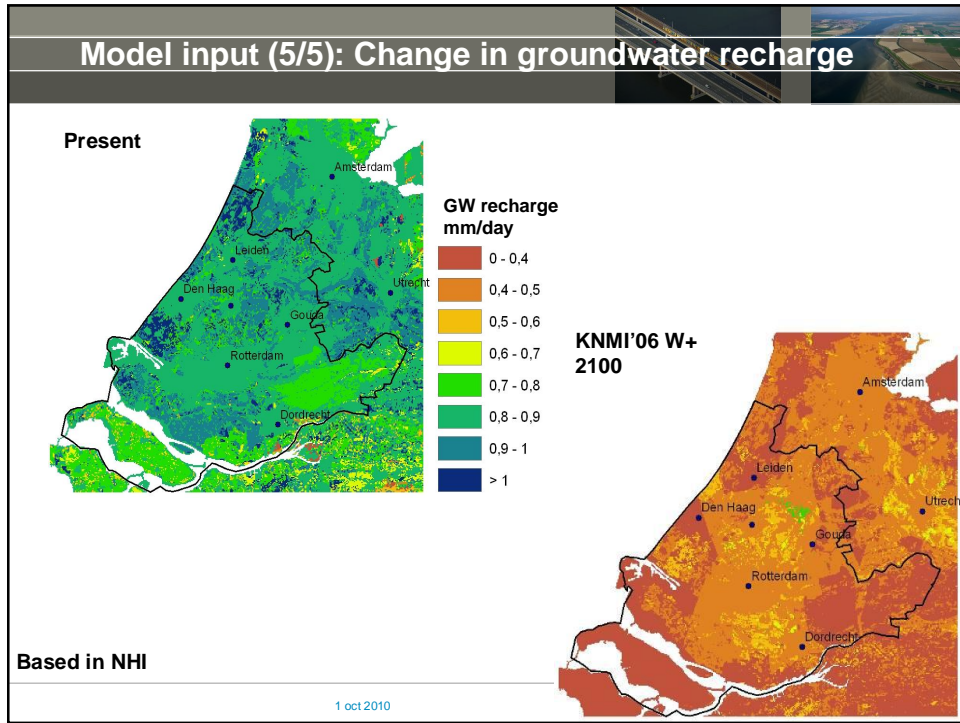 Model input (5/5): Change in groundwater recharge
Present
Amsterdam
Leiden
Den Haag
Utrecht
Gouda
Rotterdam
Dordrecht
GW recharge
mm/day
0 - 0,4
0,4 - 0,5
0,5 - 0,6
0,6 - 0,7
0,7 - 0,8
0,8 - 0,9
0,9 - 1
> 1
KNMI'06 W+
2100
Amsterdam
Leiden
Den Haag
Utrech
Gouda
Rotterdam
Dordrecht
Based in NHI
1 oct 2010